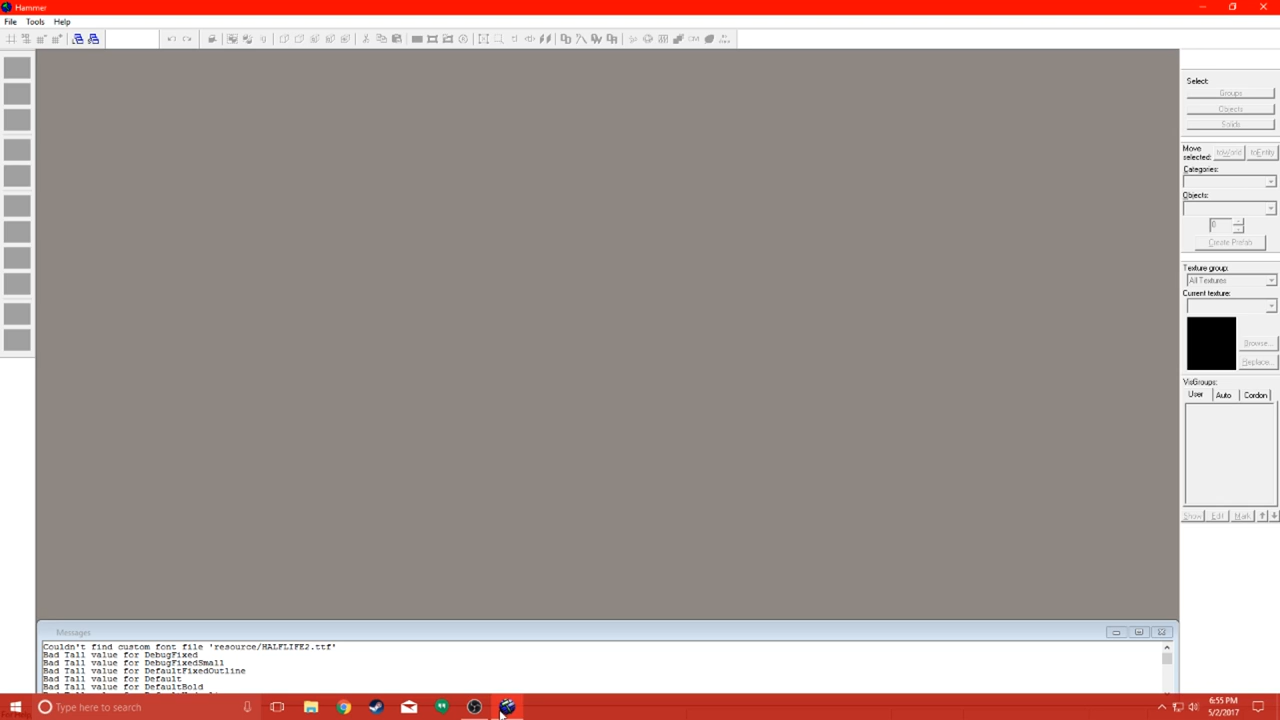 Hammer
File Tools Help
Select:
Groups
Objects
Solids
Move selected: toWorld toEntity
Categories:
Objects:
0
Create Prefab
Texture group:
All Textures
Current texture:
Browse...
Replace...
VisGroups:
User Auto Cordon
Show Edit Mark
Messages
Couldn't find custom font file 'resource/HALFLIFE2.ttf'
Bad Tall value for DebugFixed
Bad Tall value for DebugFixedSmall
Bad Tall value for DefaultFixedOutline
Bad Tall value for Default
Bad Tall value for DefaultBold
Type here to search
6:55 PM
5/2/2017